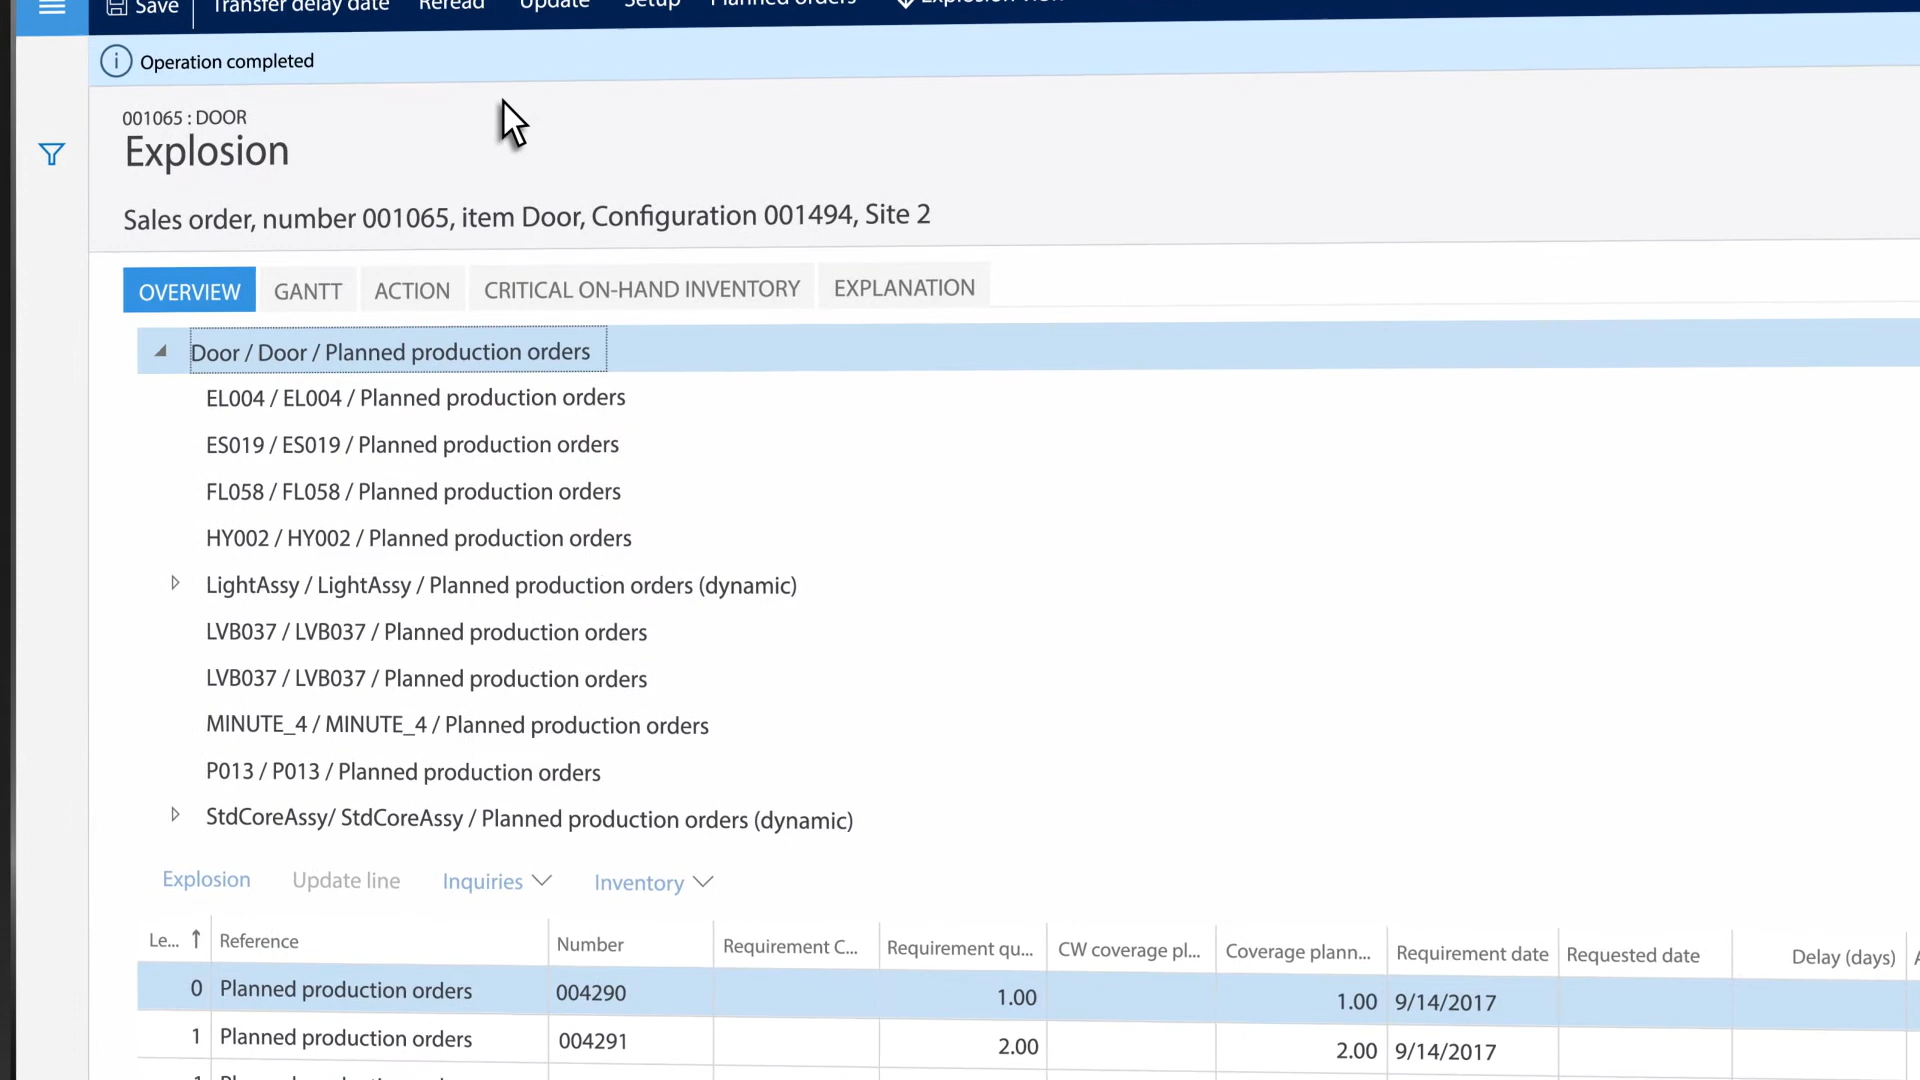 Save Transfer delay date Reread Update Setup Planned orders
Operation completed
001065 : DOOR
Explosion
Sales order, number 001065, item Door, Configuration 001494, Site 2
OVERVIEW GANTT ACTION CRITICAL ON-HAND INVENTORY EXPLANATION
Door / Door / Planned production orders
EL004 / EL004 / Planned production orders
ES019 / ES019 / Planned production orders
FL058 / FL058 / Planned production orders
HY002 / HY002 / Planned production orders
LightAssy / LightAssy / Planned production orders (dynamic)
LVB037 / LVB037 / Planned production orders
LVB037 / LVB037 / Planned production orders
MINUTE_4 / MINUTE_4 / Planned production orders
P013 / P013 / Planned production orders
StdCoreAssy/ StdCoreAssy / Planned production orders (dynamic)
Explosion Update line Inquiries Inventory
Le... Reference Number Requirement C... Requirement qu... CW coverage pl... Coverage plann... Requirement date Requested date Delay (days)
0 Planned production orders 004290 1.00 1.00 9/14/2017
1 Planned production orders 004291 2.00 2.00 9/14/2017